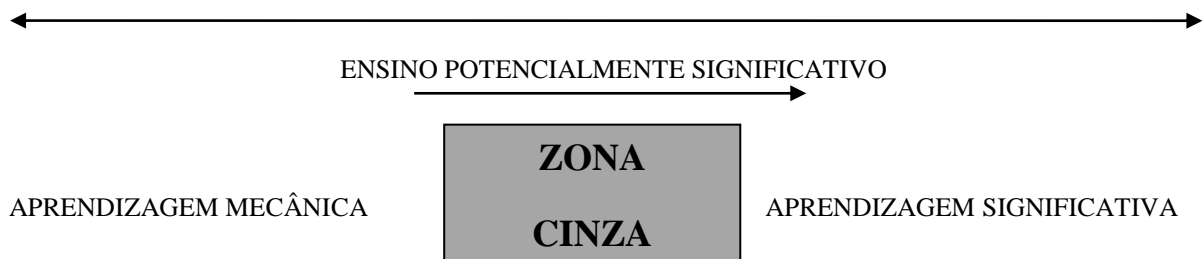 ENSINO POTENCIALMENTE SIGNIFICATIVO
ZONA
APRENDIZAGEM MECÂNICA
APRENDIZAGEM SIGNIFICATIVA
CINZA